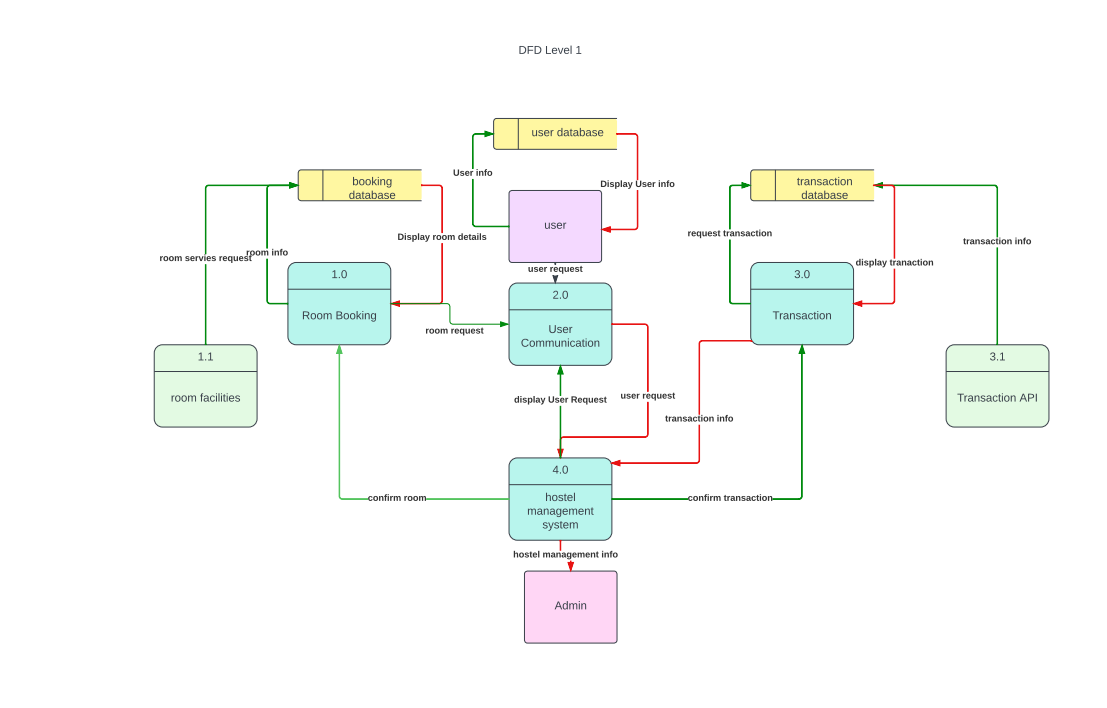 DFD Level 1
user database
User info
Display User info
booking
database
transaction
database
user
Display room details
request transaction
transaction info
room servies request
room info
user request
display tranaction
1.0
Room Booking
2.0
User
Communication
3.0
Transaction
room request
1.1
room facilities
3.1
Transaction API
display User Request
user request
transaction info
4.0
hostel
management
system
confirm room
confirm transaction
hostel management info
Admin